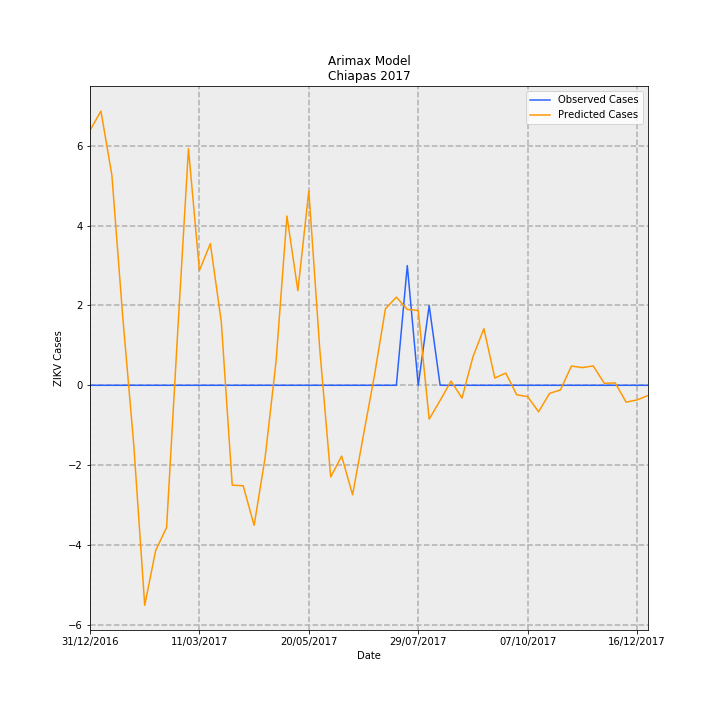 Arimax Model
Chiapas 2017
Observed Cases
Predicted Cases
ZIKV Cases
6
4
2
0
−2
−4
−6
31/12/2016
11/03/2017
20/05/2017
29/07/2017
07/10/2017
16/12/2017
Date